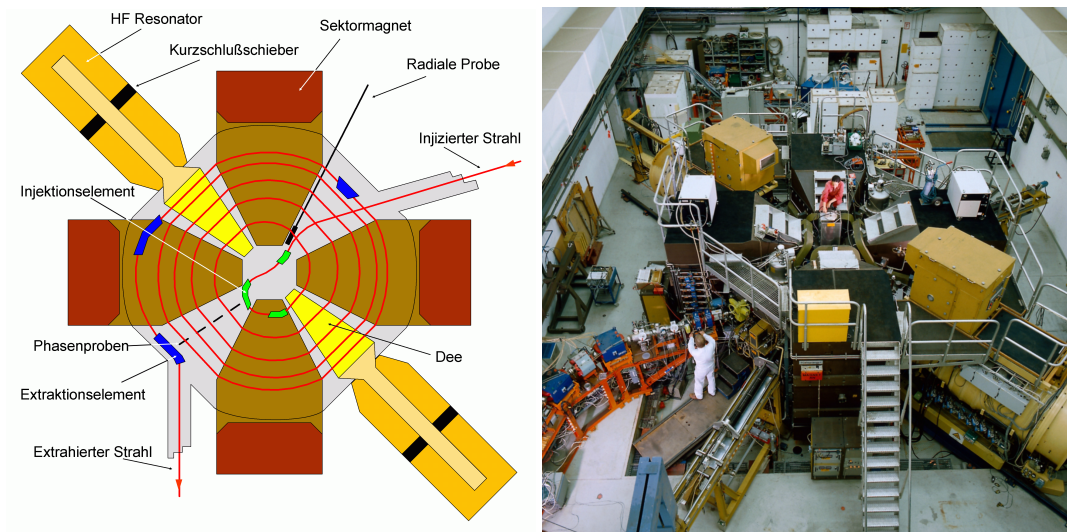 HF Resonator
Kurzschlußschieber
Sektormagnet
Radiale Probe
Injizierter Strahl
Injektionselement
Phasenproben
Dee
Extraktionselement
Extrahierter Strahl